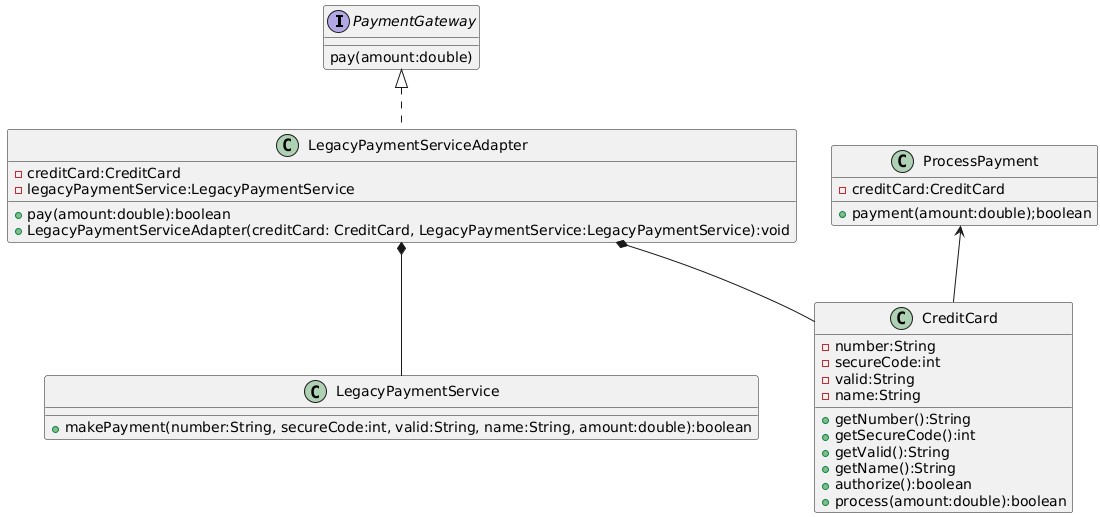 I PaymentGateway
pay(amount:double)
C LegacyPaymentServiceAdapter
creditCard:CreditCard
legacyPaymentService:LegacyPaymentService
pay(amount:double):boolean
LegacyPaymentServiceAdapter(creditCard: CreditCard, LegacyPaymentService:LegacyPaymentService):void
C ProcessPayment
creditCard:CreditCard
payment(amount:double);boolean
C LegacyPaymentService
makePayment(number:String, secureCode:int, valid:String, name:String, amount:double):boolean
C CreditCard
number:String
secureCode:int
valid:String
name:String
getNumber():String
getSecureCode():int
getValid():String
getName():String
authorize():boolean
process(amount:double):boolean